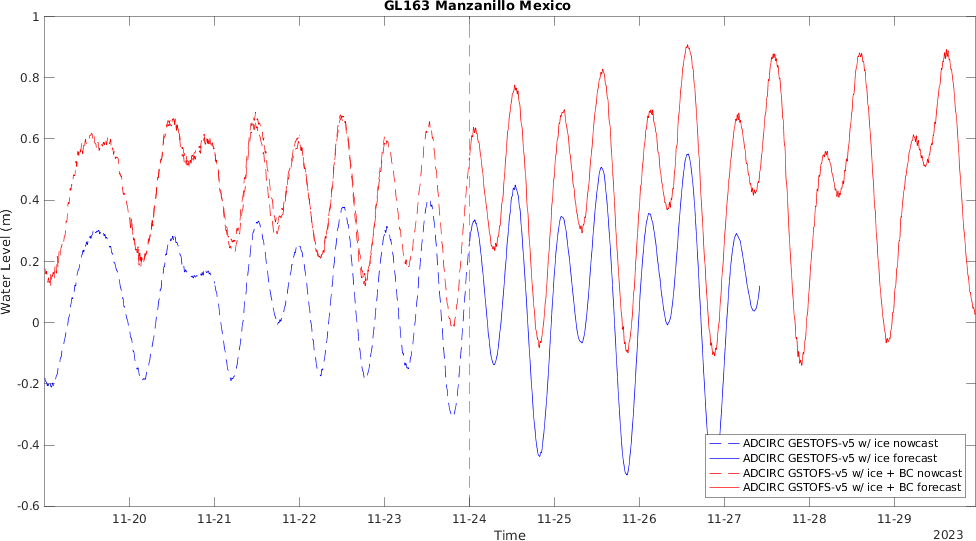 GL163 Manzanillo Mexico
1
0.8
0.6
0.4
0.2
0
-0.2
-0.4
-0.6
Water Level (m)
ADCIRC GESTOFS-v5 w/ ice nowcast
ADCIRC GESTOFS-v5 w/ ice forecast
ADCIRC GSTOFS-v5 w/ ice + BC nowcast
ADCIRC GSTOFS-v5 w/ ice + BC forecast
11-20 11-21 11-22 11-23 11-24 11-25 11-26 11-27 11-28 11-29
Time
2023